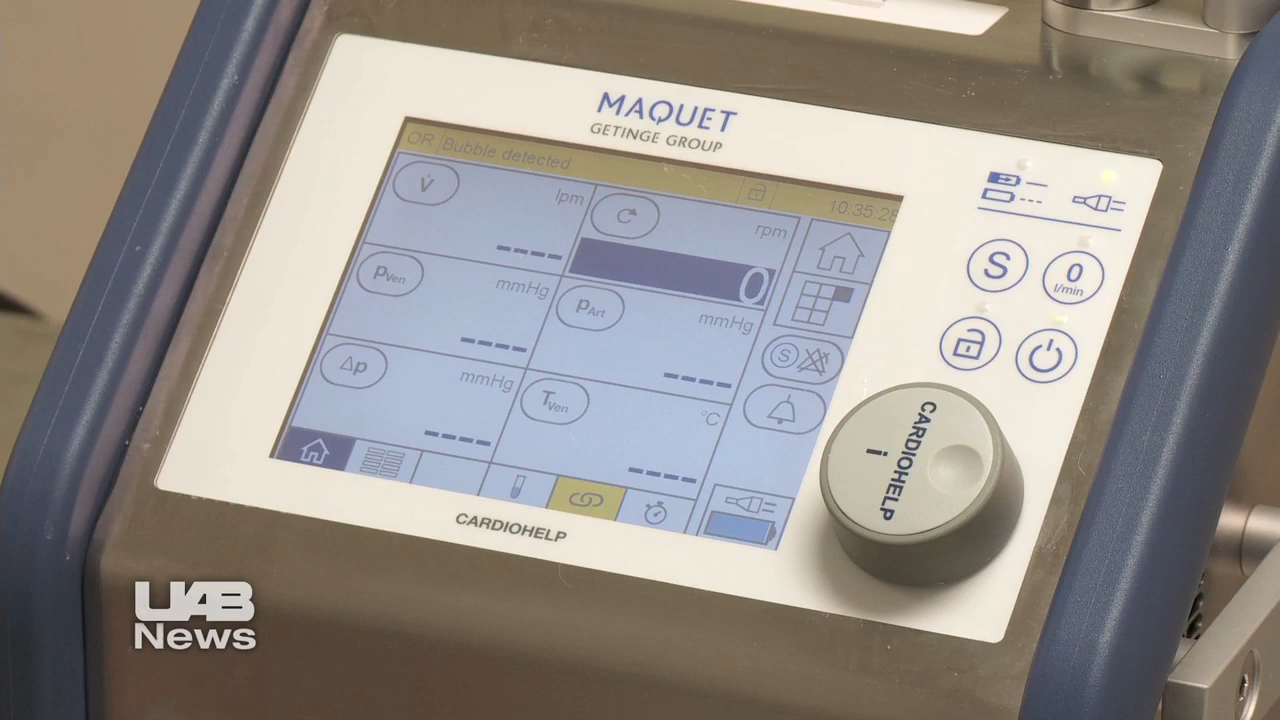 MAQUET
GETINGE GROUP
OR Bubble detected
10:35:28
V̇
lpm
----
rpm
0
pVen
mmHg
----
pArt
mmHg
----
Δp
mmHg
----
TVen
°C
----
S
S
0
l/min
CARDIOHELP
i
CARDIOHELP
UAB
News